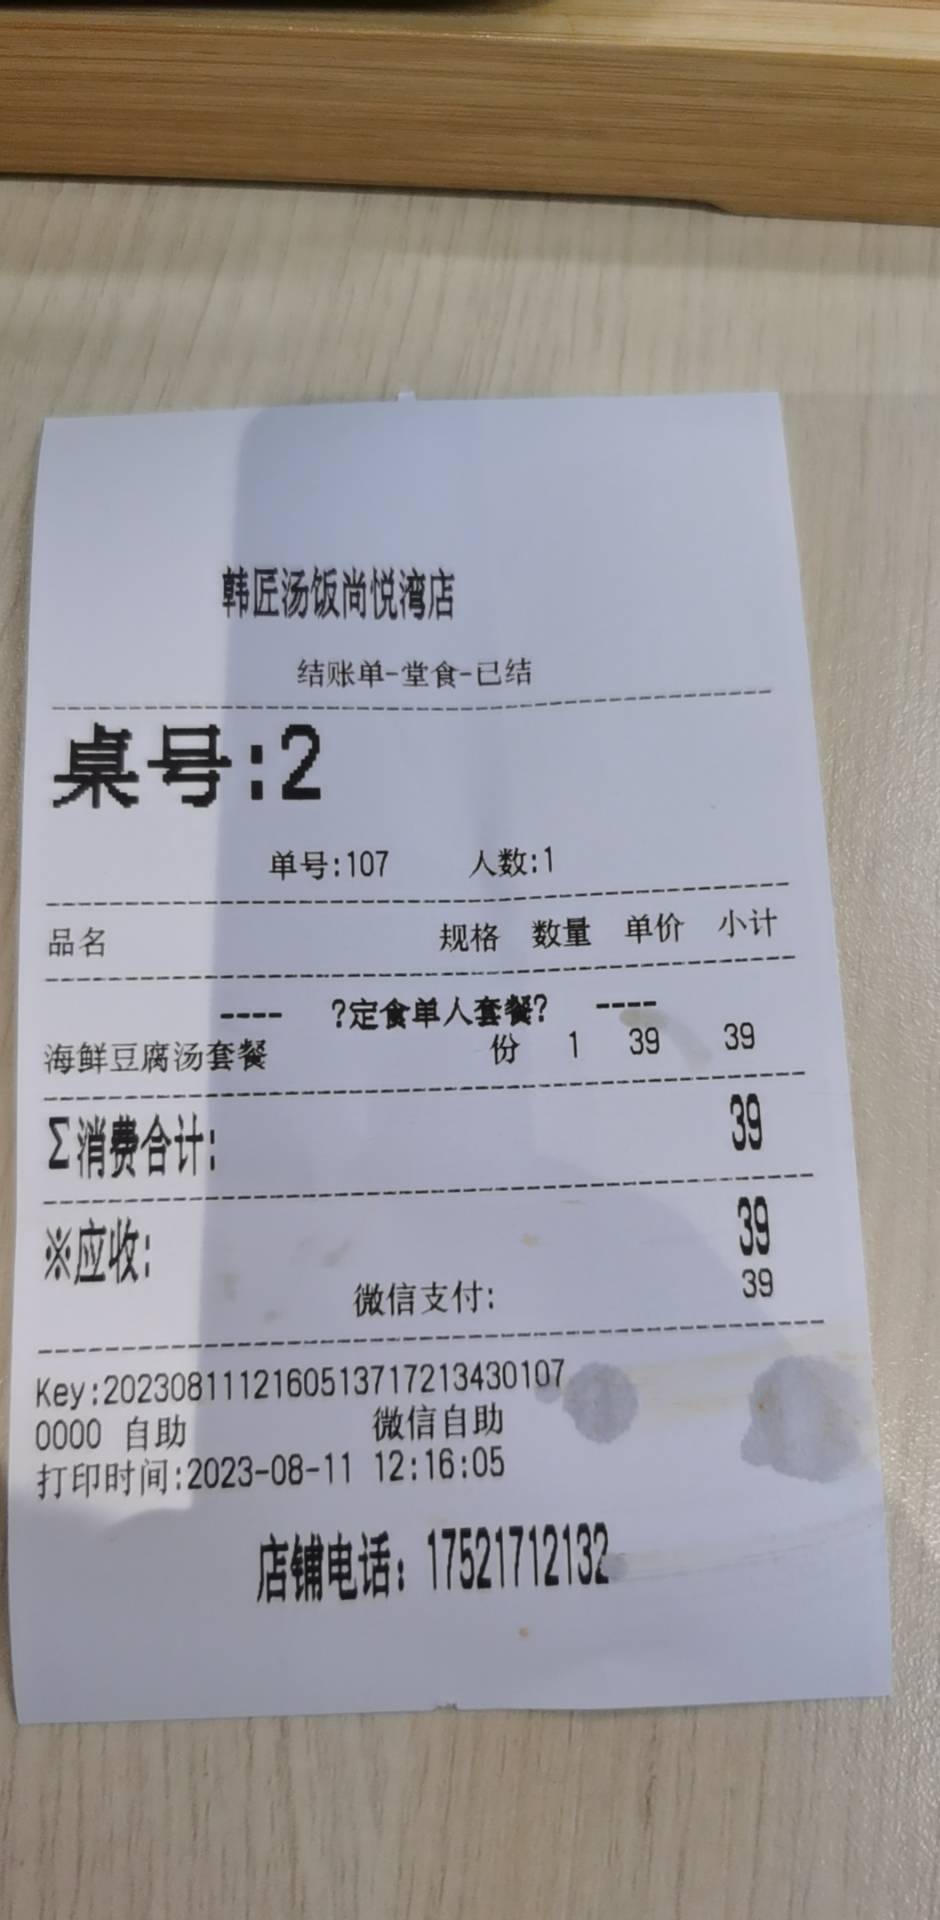 韩匠汤饭尚悦湾店
结账单-堂食-已结
桌号:2
单号:107 人数:1
品名 规格 数量 单价 小计
---- ?定食单人套餐? ----
海鲜豆腐汤套餐 份 1 39 39
Σ消费合计: 39
※应收: 39
微信支付: 39
Key:20230811121605137172134301​07
0000 自助 微信自助
打印时间:2023-08-11 12:16:05
店铺电话：17521712132